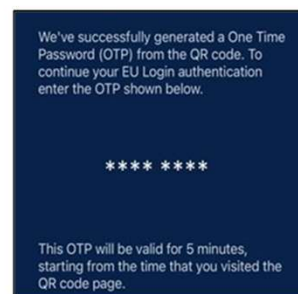 We've successfully generated a One Time
Password (OTP) from the QR code. To
continue your EU Login authentication
enter the OTP shown below.
**** ****
This OTP will be valid for 5 minutes,
starting from the time that you visited the
QR code page.